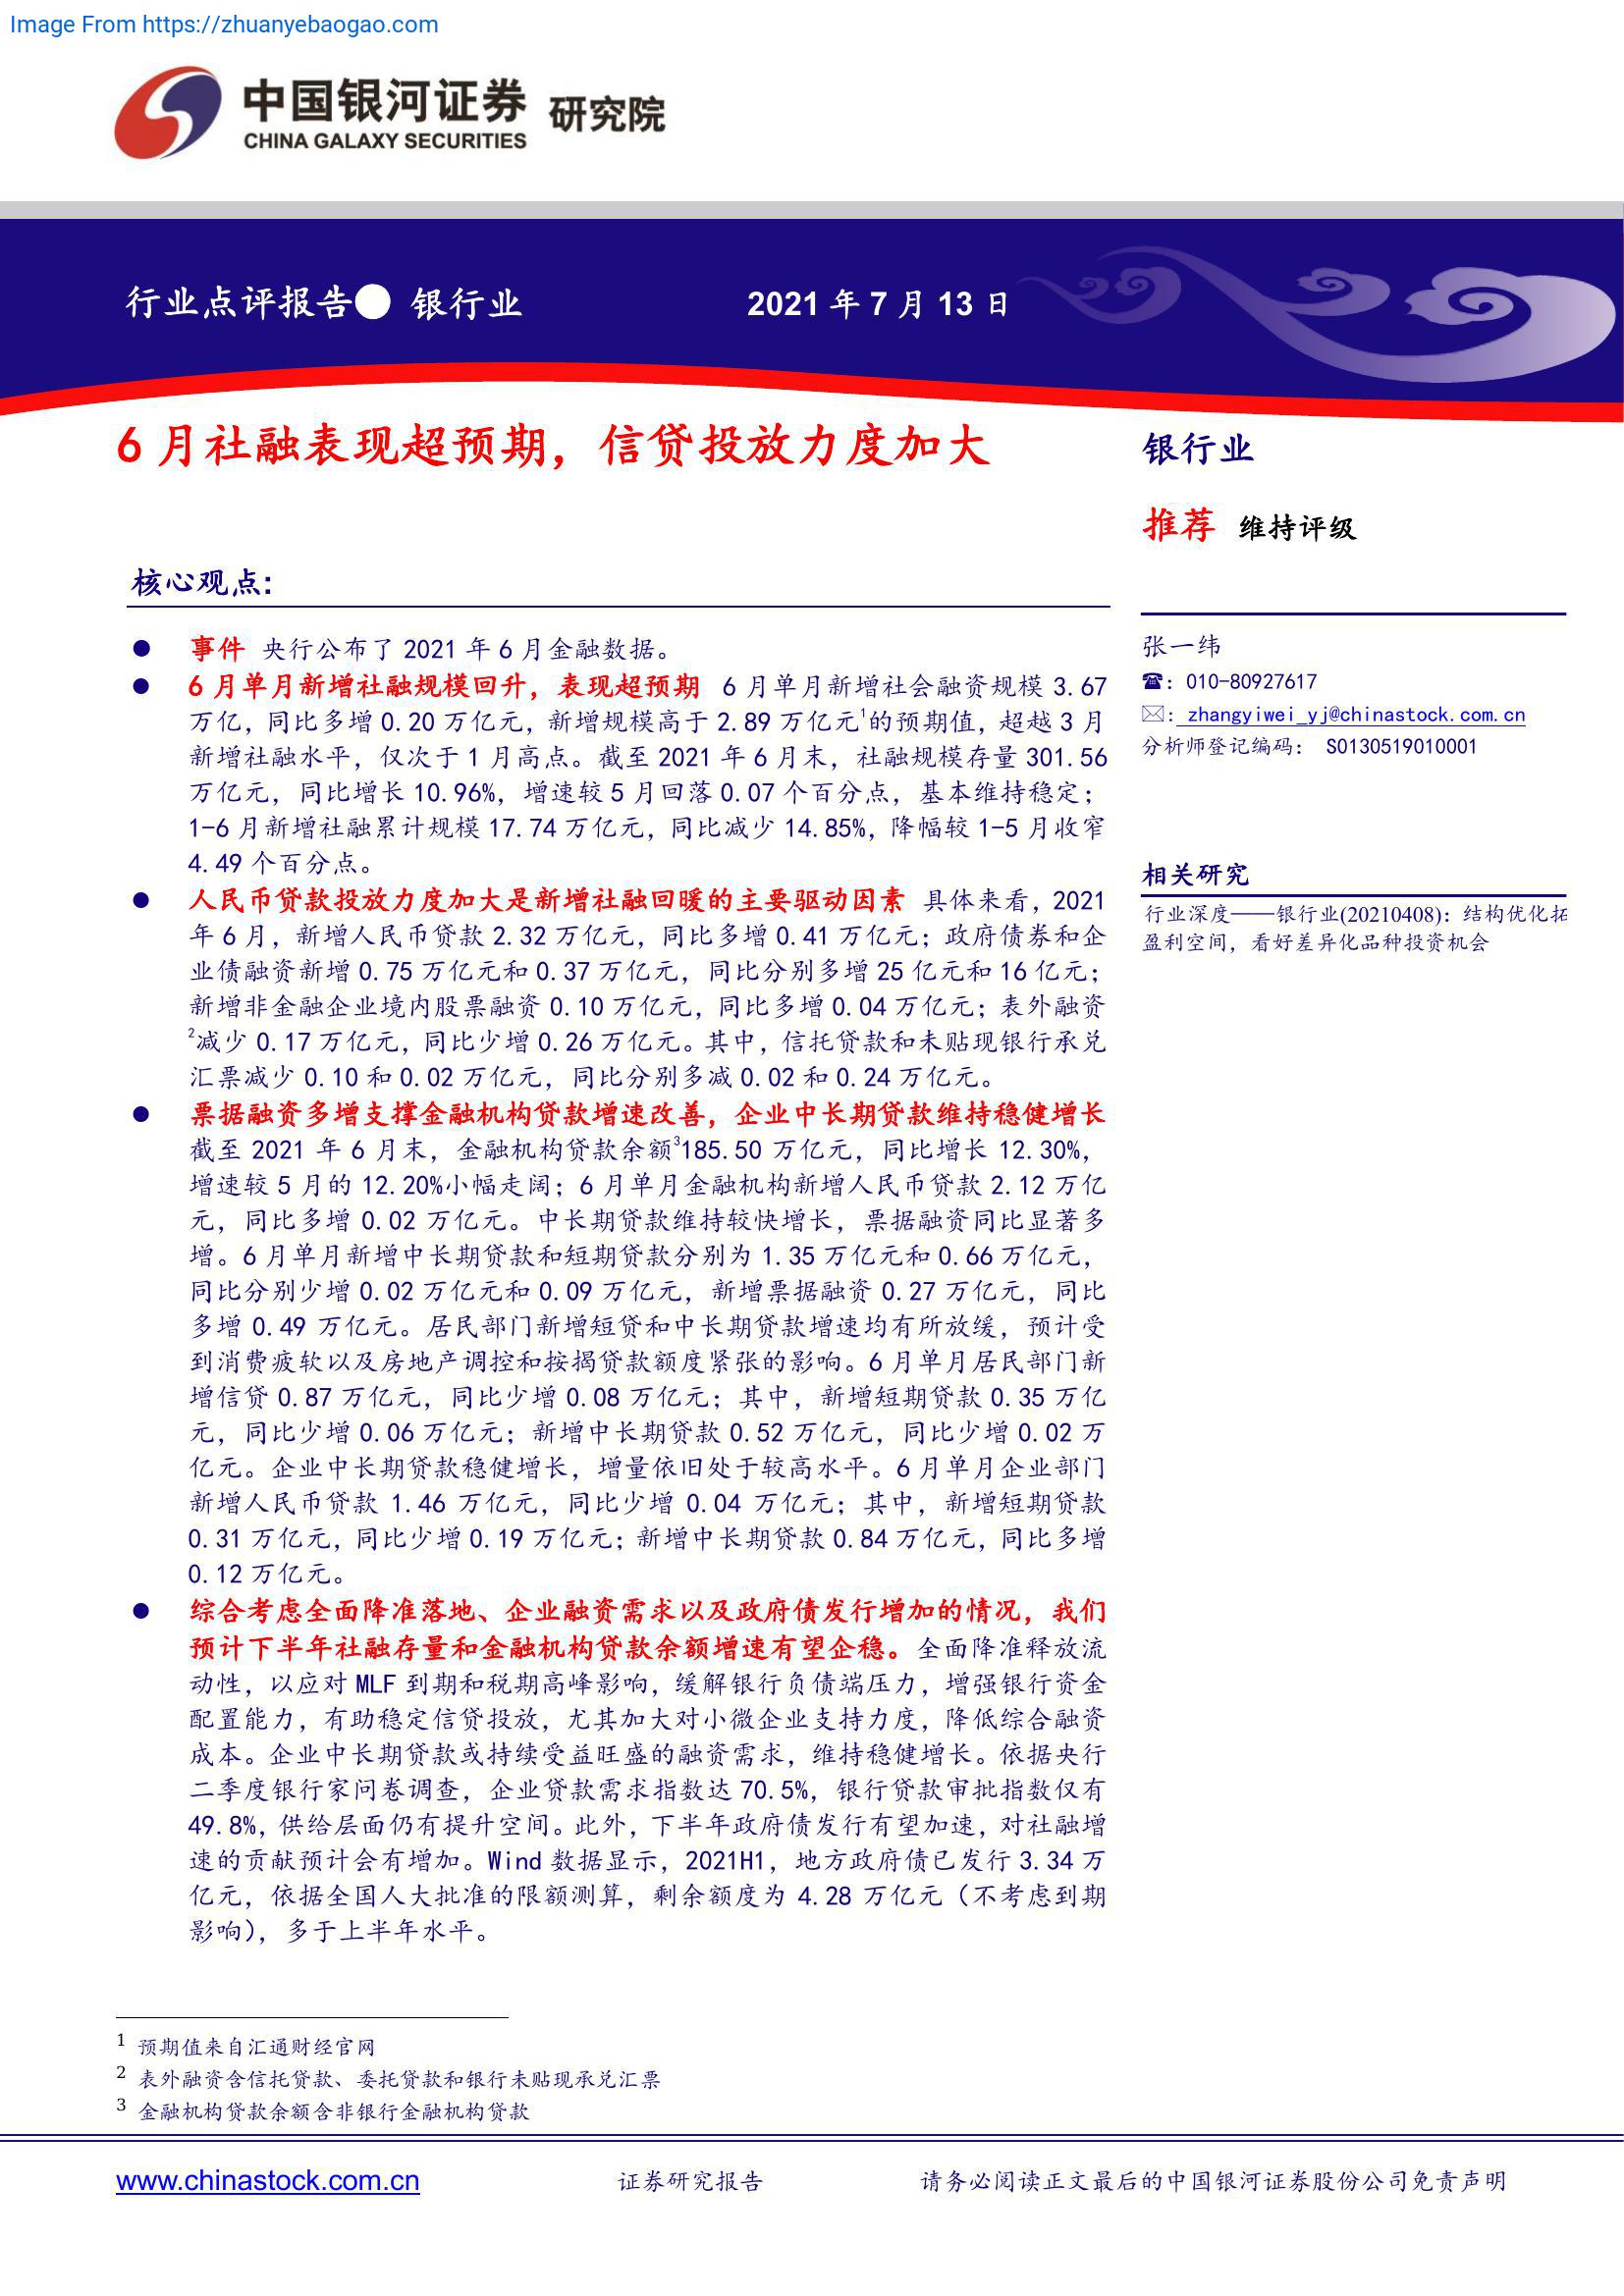 Image From https://zhuanyebaogao.com
中国银河证券 研究院
CHINA GALAXY SECURITIES
行业点评报告● 银行业 2021 年 7 月 13 日
6 月社融表现超预期，信贷投放力度加大
核心观点:
● 事件 央行公布了 2021 年 6 月金融数据。
● 6 月单月新增社融规模回升，表现超预期 6 月单月新增社会融资规模 3.67
万亿，同比多增 0.20 万亿元，新增规模高于 2.89 万亿元1的预期值，超越 3 月
新增社融水平，仅次于 1 月高点。截至 2021 年 6 月末，社融规模存量 301.56
万亿元，同比增长 10.96%，增速较 5 月回落 0.07 个百分点，基本维持稳定；
1-6 月新增社融累计规模 17.74 万亿元，同比减少 14.85%，降幅较 1-5 月收窄
4.49 个百分点。
● 人民币贷款投放力度加大是新增社融回暖的主要驱动因素 具体来看，2021
年 6 月，新增人民币贷款 2.32 万亿元，同比多增 0.41 万亿元；政府债券和企
业债融资新增 0.75 万亿元和 0.37 万亿元，同比分别多增 25 亿元和 16 亿元；
新增非金融企业境内股票融资 0.10 万亿元，同比多增 0.04 万亿元；表外融资
2减少 0.17 万亿元，同比少增 0.26 万亿元。其中，信托贷款和未贴现银行承兑
汇票减少 0.10 和 0.02 万亿元，同比分别多减 0.02 和 0.24 万亿元。
● 票据融资多增支撑金融机构贷款增速改善，企业中长期贷款维持稳健增长
截至 2021 年 6 月末，金融机构贷款余额3185.50 万亿元，同比增长 12.30%，
增速较 5 月的 12.20%小幅走阔；6 月单月金融机构新增人民币贷款 2.12 万亿
元，同比多增 0.02 万亿元。中长期贷款维持较快增长，票据融资同比显著多
增。6 月单月新增中长期贷款和短期贷款分别为 1.35 万亿元和 0.66 万亿元，
同比分别少增 0.02 万亿元和 0.09 万亿元，新增票据融资 0.27 万亿元，同比
多增 0.49 万亿元。居民部门新增短贷和中长期贷款增速均有所放缓，预计受
到消费疲软以及房地产调控和按揭贷款额度紧张的影响。6 月单月居民部门新
增信贷 0.87 万亿元，同比少增 0.08 万亿元；其中，新增短期贷款 0.35 万亿
元，同比少增 0.06 万亿元；新增中长期贷款 0.52 万亿元，同比少增 0.02 万
亿元。企业中长期贷款稳健增长，增量依旧处于较高水平。6 月单月企业部门
新增人民币贷款 1.46 万亿元，同比少增 0.04 万亿元；其中，新增短期贷款
0.31 万亿元，同比少增 0.19 万亿元；新增中长期贷款 0.84 万亿元，同比多增
0.12 万亿元。
● 综合考虑全面降准落地、企业融资需求以及政府债发行增加的情况，我们
预计下半年社融存量和金融机构贷款余额增速有望企稳。全面降准释放流
动性，以应对 MLF 到期和税期高峰影响，缓解银行负债端压力，增强银行资金
配置能力，有助稳定信贷投放，尤其加大对小微企业支持力度，降低综合融资
成本。企业中长期贷款或持续受益旺盛的融资需求，维持稳健增长。依据央行
二季度银行家问卷调查，企业贷款需求指数达 70.5%，银行贷款审批指数仅有
49.8%，供给层面仍有提升空间。此外，下半年政府债发行有望加速，对社融增
速的贡献预计会有增加。Wind 数据显示，2021H1，地方政府债已发行 3.34 万
亿元，依据全国人大批准的限额测算，剩余额度为 4.28 万亿元（不考虑到期
影响），多于上半年水平。
银行业
推荐 维持评级
张一纬
☎：010-80927617
✉：zhangyiwei_yj@chinastock.com.cn
分析师登记编码： S0130519010001
相关研究
行业深度——银行业(20210408)：结构优化拓
盈利空间，看好差异化品种投资机会
1 预期值来自汇通财经官网
2 表外融资含信托贷款、委托贷款和银行未贴现承兑汇票
3 金融机构贷款余额含非银行金融机构贷款
www.chinastock.com.cn 证券研究报告 请务必阅读正文最后的中国银河证券股份公司免责声明